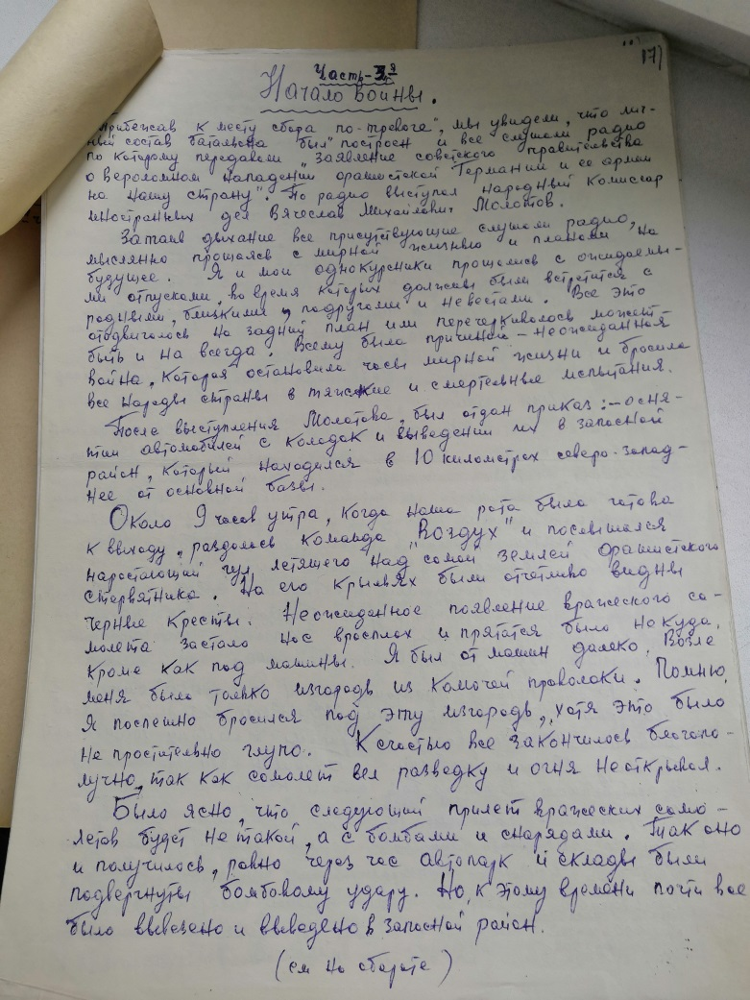 17)
Часть-3я
Начало войны.
Прибежав к месту сбора по-тревоге", мы увидели, что лич-
ный состав батальона был построен и все слушали радио
по которому передавали „Заявление советского правительства
о вероломном нападении фашистской Германии и ее армии
на нашу страну". По радио выступал народный комиссар
иностранных дел Вячеслав Михайлович Молотов.
Затаив дыхание все присутствующие слушали радио,
мысленно прощаясь с мирной жизнью и планами на
будущее. Я и мои однокурсники прощались с ожидаемы-
ми отпусками, во время которых должны были встретится с
родными, близкими, подругами и невестами. Все это
отодвигалось на задний план или перечеркивалось может
быть и на всегда. Всему была причиной - неожиданная
война, которая остановила часы мирной жизни и бросила
все народы страны в тяжкие и смертельные испытания.
После выступления Молотова, был отдан приказ:-о сня-
тии автомобилей с колодок и выведении их в запасной
район, который находился в 10 километрах северо-запад-
нее от основной базы.
Около 9 часов утра, когда наша рота была готова
к выходу, раздалась команда „Воздух" и послышался
наростающий гул летящего над самой землей фашистского
стервятника. На его крыльях были отчетливо видны
черные кресты. Неожиданное появление вражеского са-
молета застало нас врасплох и прятатся было некуда,
кроме как под машины. Я был от машин далеко. Возле
меня была только изгородь из колючей проволоки. Помню,
я поспешно бросился под эту изгородь, хотя это было
не простительно глупо. К счастью все закончилось благопо-
лучно, так как самолет вел разведку и огня не открывал.
Было ясно, что следующий прилет вражеских само-
летов будет не такой, а с бомбами и снарядами. Так оно
и получилось, ровно через час автопарк и склады были
подвергнуты бомбовому удару. Но, к этому времени почти все
было вывезено и выведено в запасной район.
(см на обороте)